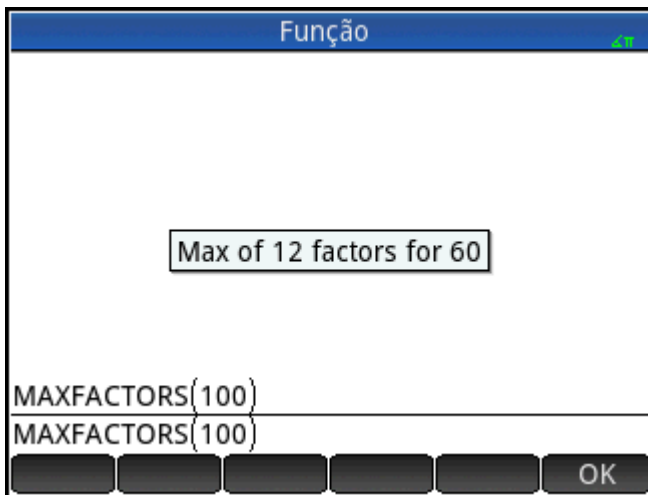 Função
∡π
Max of 12 factors for 60
MAXFACTORS(100)
MAXFACTORS(100)
OK